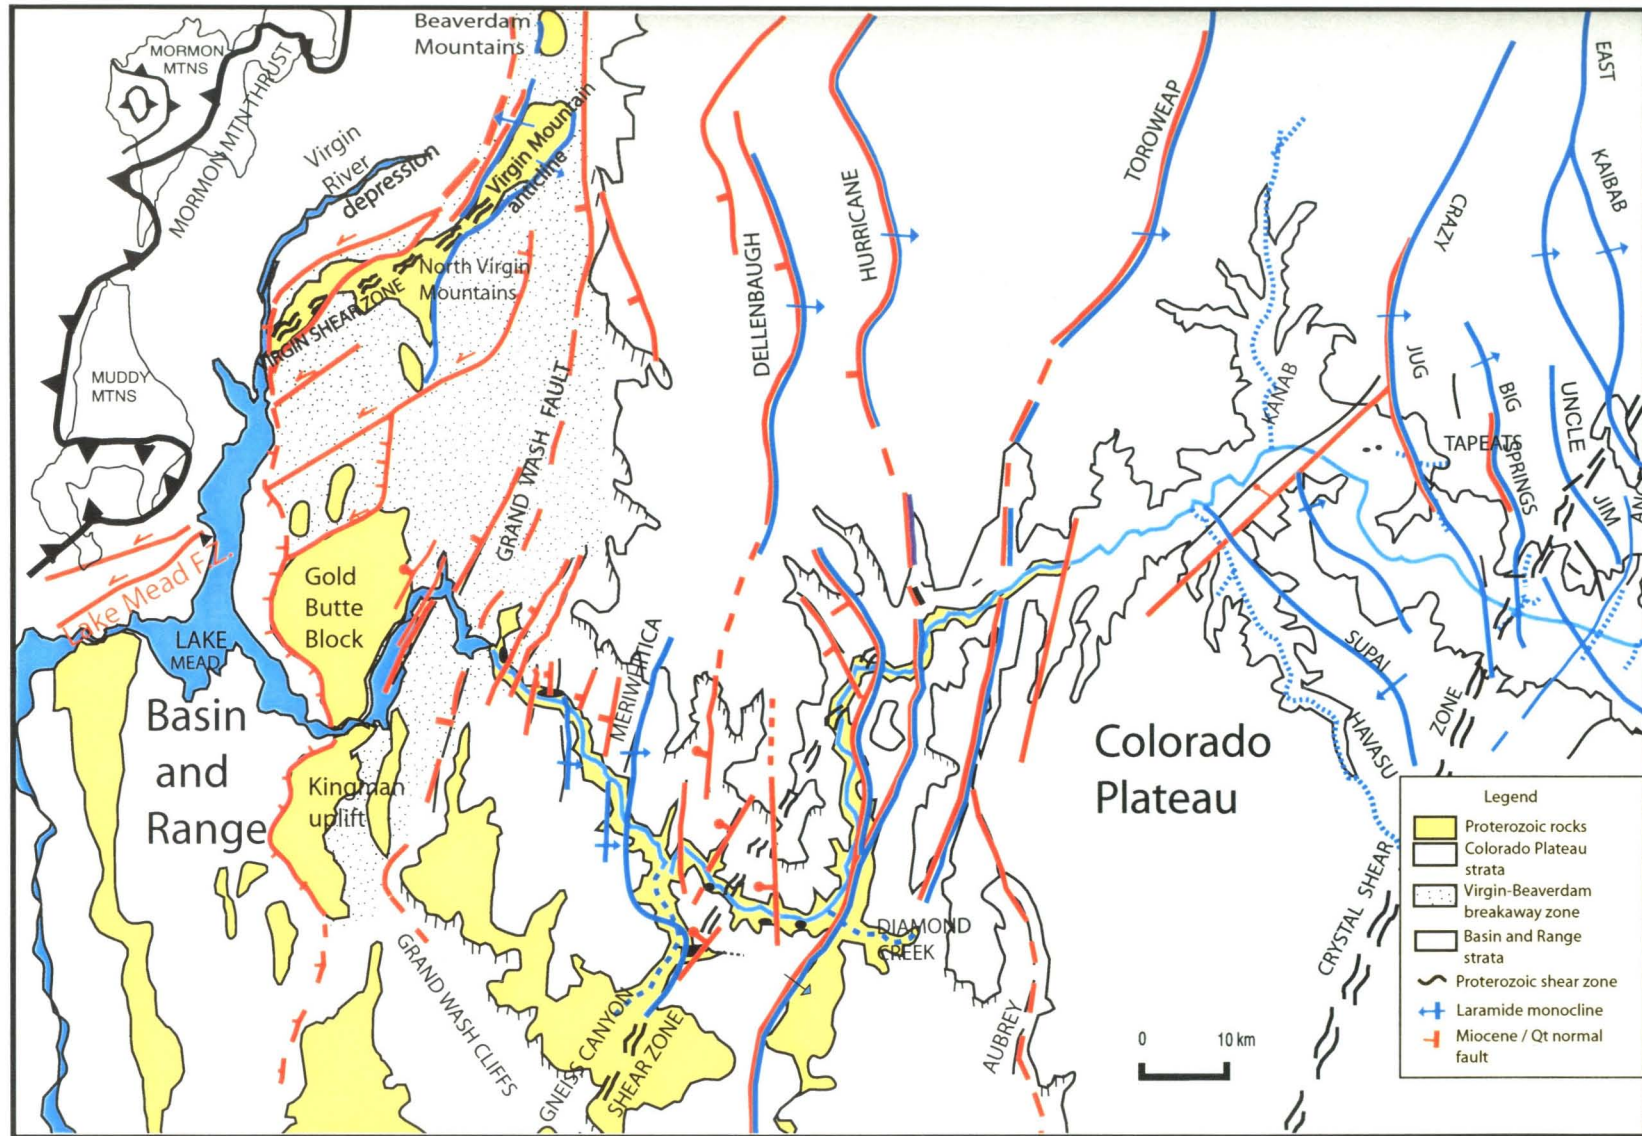 Beaverdam
Mountains
MORMON
MTNS
MORMON MTN THRUST
Virgin
River
depression
Virgin Mountain
anticline
North Virgin
Mountains
VIRGIN SHEAR ZONE
MUDDY
MTNS
GRAND WASH FAULT
DELLENBAUGH
HURRICANE
TOROWEAP
KANAB
CRAZY
JUG
EAST
KAIBAB
BIG
SPRINGS
UNCLE
JIM
TAPEATS
Lake Mead F.Z.
LAKE
MEAD
Gold
Butte
Block
Basin
and
Range
Kingman
uplift
MERIWHITICA
SUPAI
HAVASU
ZONE
CRYSTAL SHEAR
Colorado
Plateau
DIAMOND
CREEK
GRAND WASH CLIFFS
GNEISS CANYON
SHEAR ZONE
AUBREY
0 10 km
Legend
Proterozoic rocks
Colorado Plateau
strata
Virgin-Beaverdam
breakaway zone
Basin and Range
strata
Proterozoic shear zone
Laramide monocline
Miocene / Qt normal
fault